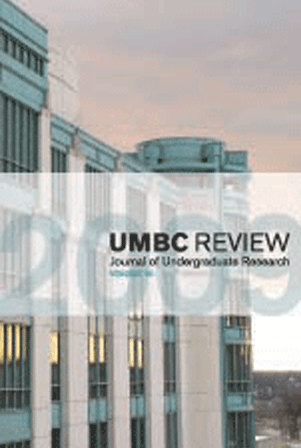 2009
UMBC REVIEW
Journal of Undergraduate Research